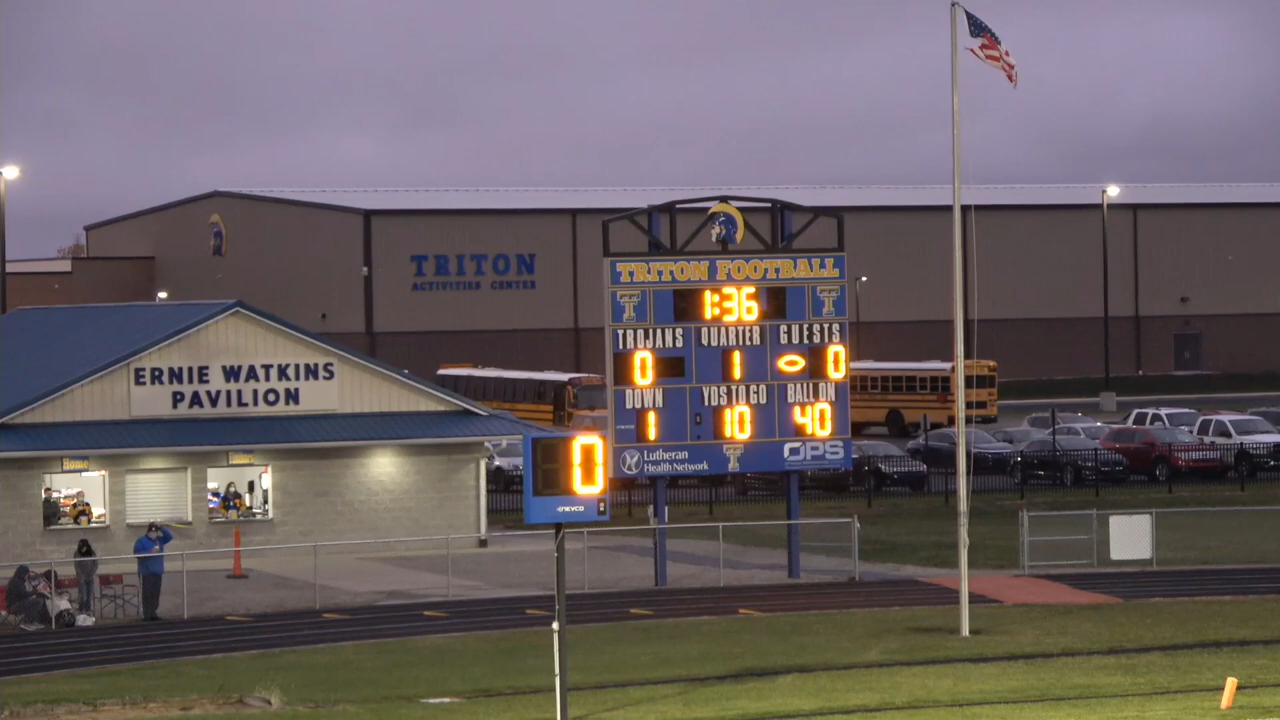 TRITON
ACTIVITIES CENTER
TRITON FOOTBALL
T T
1:36
TROJANS QUARTER GUESTS
0 1 0
DOWN YDS TO GO BALL ON
1 10 40
Lutheran
Health Network
T
OPS
ERNIE WATKINS
PAVILION
Home
0
NEVCO